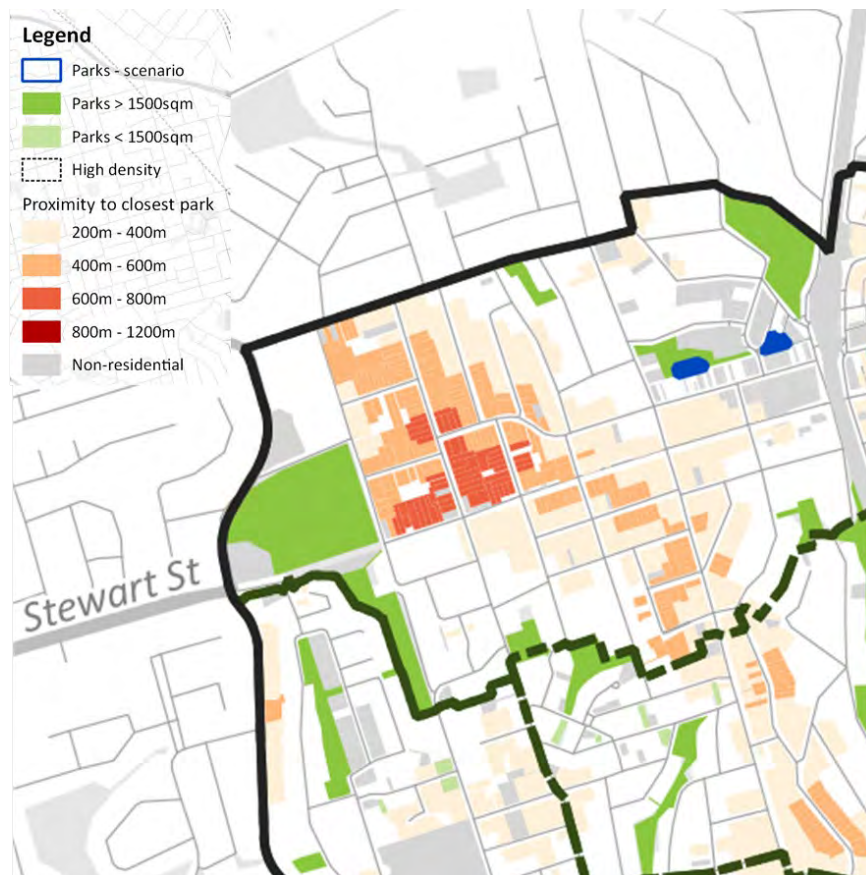 Legend
Parks - scenario
Parks > 1500sqm
Parks < 1500sqm
High density
Proximity to closest park
200m - 400m
400m - 600m
600m - 800m
800m - 1200m
Non-residential
Stewart St